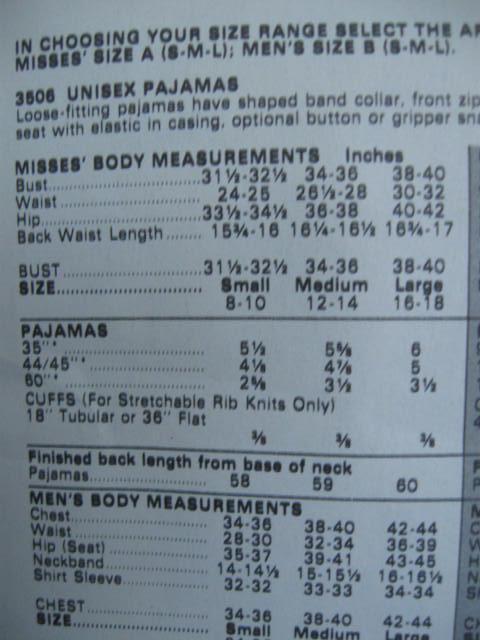 IN CHOOSING YOUR SIZE RANGE SELECT THE
MISSES' SIZE A (S-M-L); MEN'S SIZE B (S-M-L).
3506 UNISEX PAJAMAS
Loose-fitting pajamas have shaped band collar, front zip
seat with elastic in casing, optional button or gripper sna
MISSES' BODY MEASUREMENTS Inches
Bust 31½-32½ 34-36 38-40
Waist 24-25 26½-28 30-32
Hip 33½-34½ 36-38 40-42
Back Waist Length 15¾-16 16¼-16½ 16¾-17
BUST 31½-32½ 34-36 38-40
SIZE Small Medium Large
8-10 12-14 16-18
PAJAMAS
35"* 5½ 5⅝ 6
44/45"* 4⅛ 4⅞ 5
60"* 2⅝ 3½ 3½
CUFFS (For Stretchable Rib Knits Only)
18" Tubular or 36" Flat
⅜ ⅜ ⅜
Finished back length from base of neck
Pajamas 58 59 60
MEN'S BODY MEASUREMENTS
Chest 34-36 38-40 42-44
Waist 28-30 32-34 36-39
Hip (Seat) 35-37 39-41 43-45
Neckband 14-14½ 15-15½ 16-16½
Shirt Sleeve 32-32 33-33 34-34
CHEST 34-36 38-40 42-44
SIZE Small Medium Large